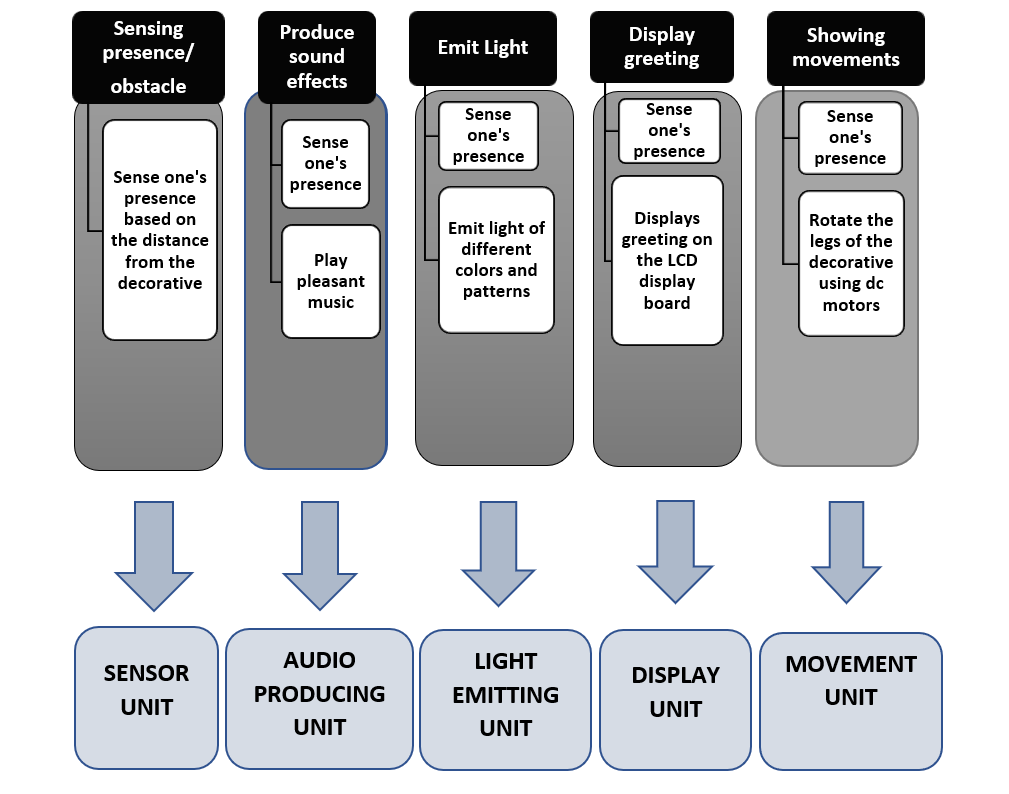 Sensing
presence/
obstacle
Sense one's
presence
based on
the distance
from the
decorative
Produce
sound
effects
Sense
one's
presence
Play
pleasant
music
Emit Light
Sense
one's
presence
Emit light of
different
colors and
patterns
Display
greeting
Sense
one's
presence
Displays
greeting on
the LCD
display
board
Showing
movements
Sense
one's
presence
Rotate the
legs of the
decorative
using dc
motors
SENSOR
UNIT
AUDIO
PRODUCING
UNIT
LIGHT
EMITTING
UNIT
DISPLAY
UNIT
MOVEMENT
UNIT